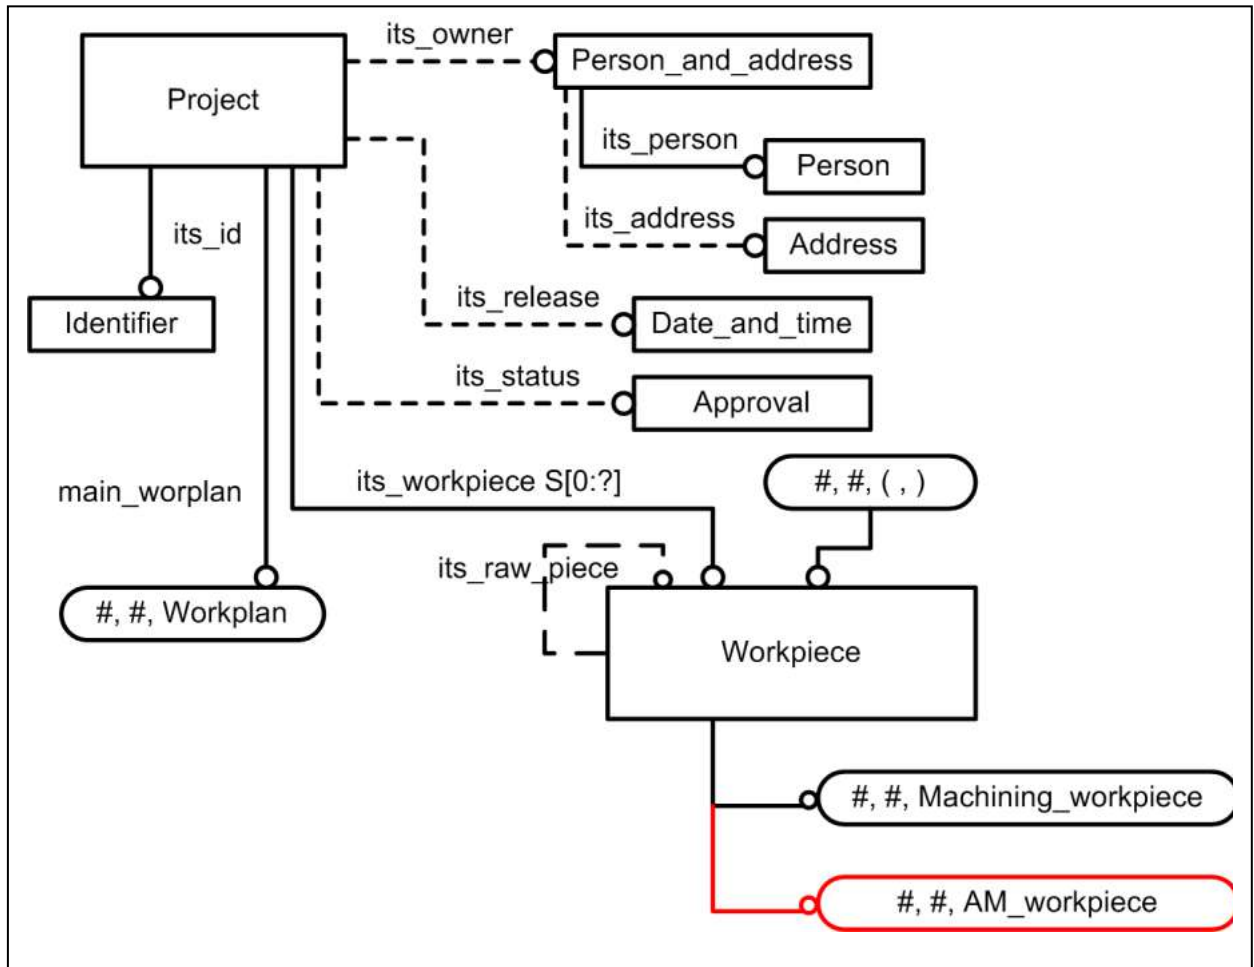 its_owner
Person_and_address
Project
its_person
Person
its_id
its_address
Address
its_release
Identifier
Date_and_time
its_status
Approval
main_worplan
its_workpiece S[0:?]
#, #, ( , )
its_raw_piece
#, #, Workplan
Workpiece
#, #, Machining_workpiece
#, #, AM_workpiece